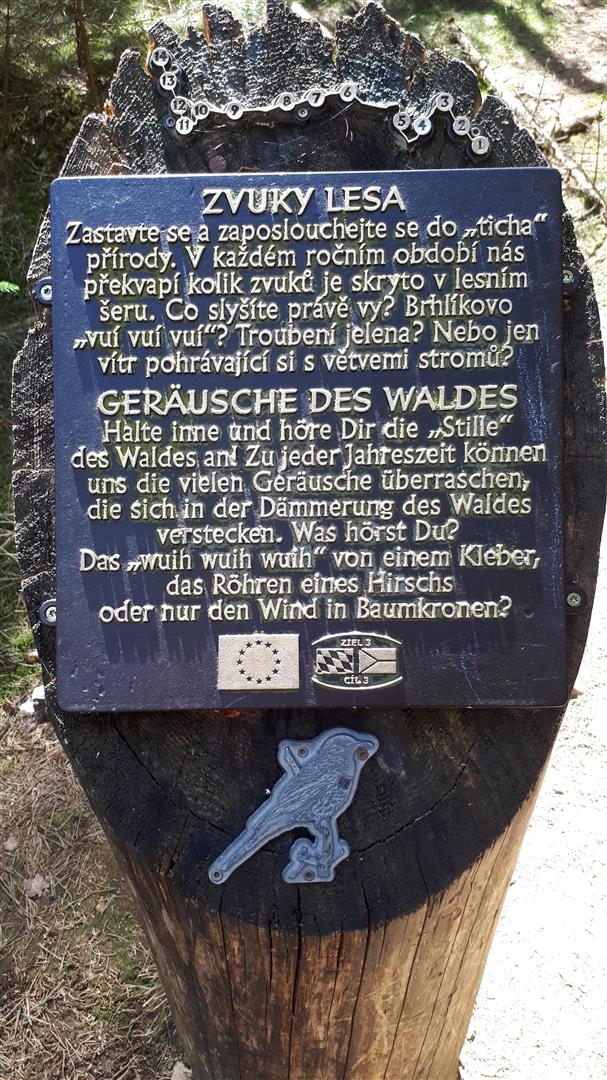 14
13
12
11
10
9
8
7
6
5
4
3
2
1
ZVUKY LESA
Zastavte se a zaposlouchejte se do „ticha“
přírody. V každém ročním období nás
překvapí kolik zvuků je skryto v lesním
šeru. Co slyšíte právě vy? Brhlíkovo
„vuí vuí vuí“? Troubení jelena? Nebo jen
vítr pohrávající si s větvemi stromů?
GERÄUSCHE DES WALDES
Halte inne und höre Dir die „Stille“
des Waldes an! Zu jeder Jahreszeit können
uns die vielen Geräusche überraschen,
die sich in der Dämmerung des Waldes
verstecken. Was hörst Du?
Das „wuih wuih wuih“ von einem Kleber,
das Röhren eines Hirschs
oder nur den Wind in Baumkronen?
ZIEL 3
CÍL 3